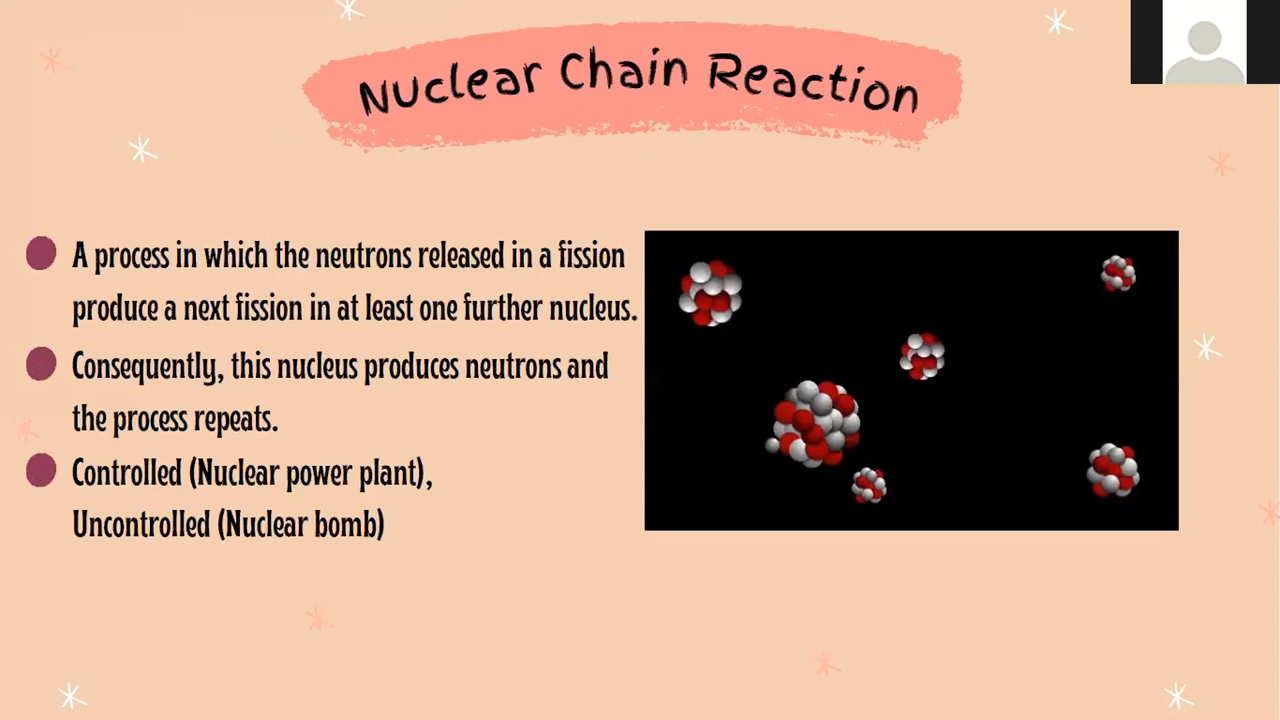 Nuclear Chain Reaction
A process in which the neutrons released in a fission
produce a next fission in at least one further nucleus.
Consequently, this nucleus produces neutrons and
the process repeats.
Controlled (Nuclear power plant),
Uncontrolled (Nuclear bomb)